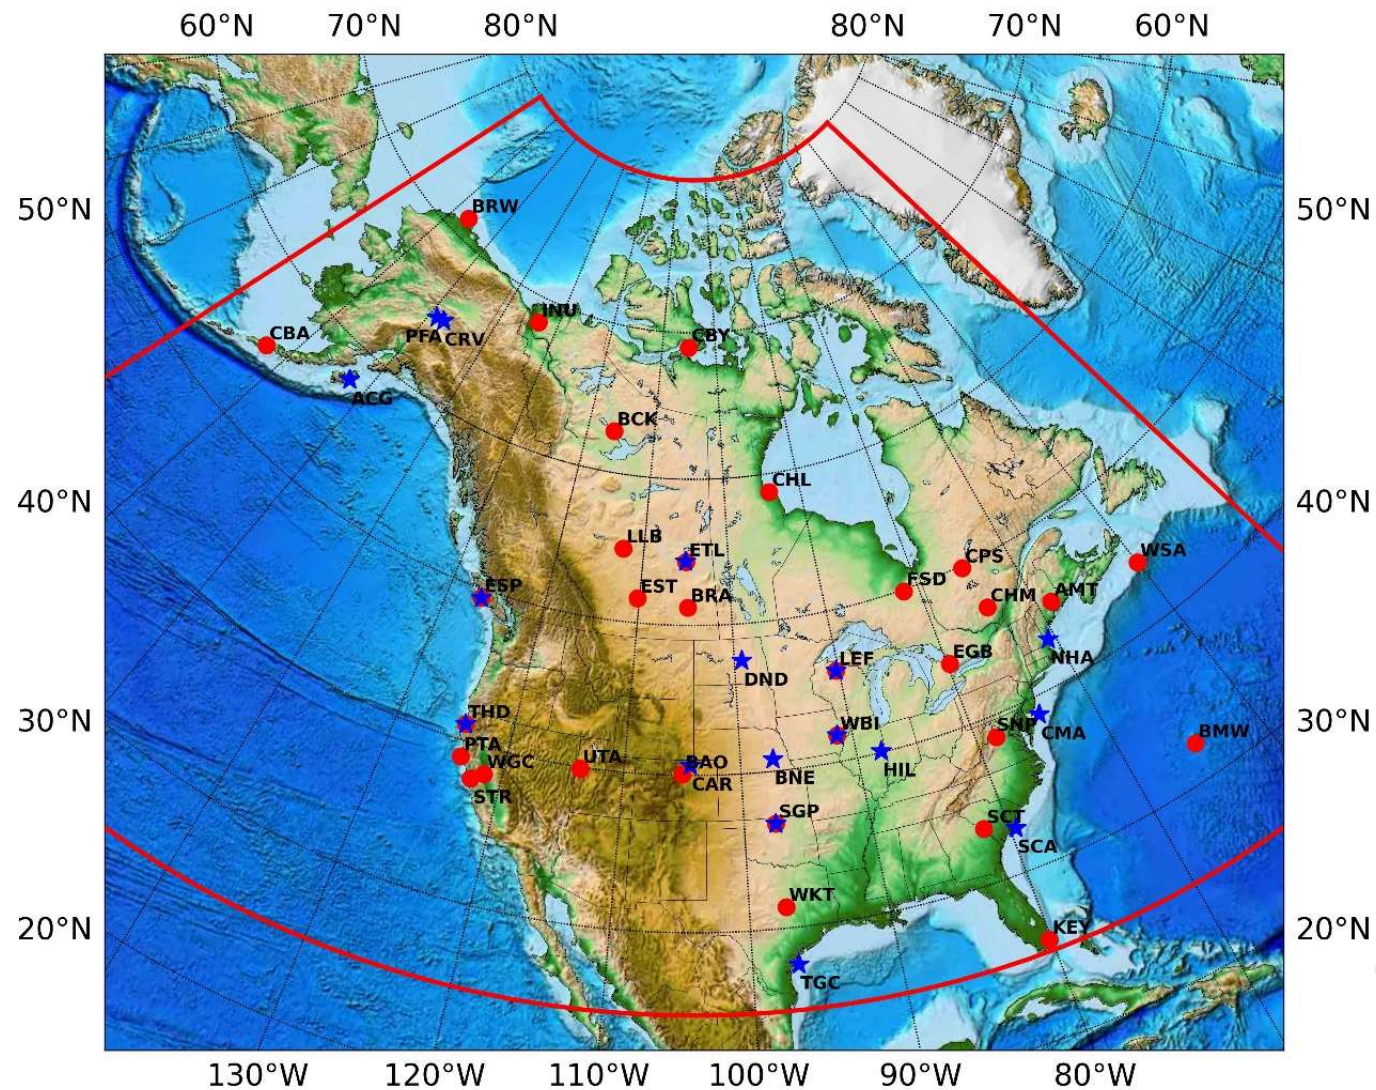 60°N 70°N 80°N 80°N 70°N 60°N
50°N 50°N
BRW
INU
CBA
PFA CRV
CBY
ACG
BCK
CHL
40°N 40°N
LLB ETL
WSA
CPS
EST BRA
FSD
ESP
CHM AMT
EGB
LEF
NHA
DND
30°N 30°N
THD
WBI
SNP
CMA
BMW
PTA
WGC
UTA
BAO
HIL
BNE
CAR
STR
SGP
SCT
SCA
WKT
20°N 20°N
KEY
TGC
130°W 120°W 110°W 100°W 90°W 80°W